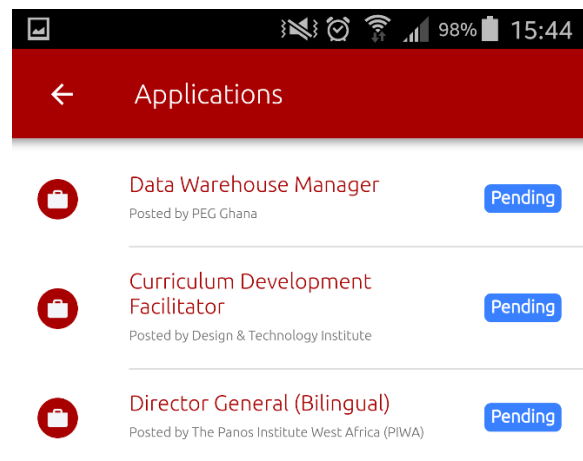 98% 15:44
Applications
Data Warehouse Manager
Posted by PEG Ghana
Pending
Curriculum Development
Facilitator
Posted by Design & Technology Institute
Pending
Director General (Bilingual)
Posted by The Panos Institute West Africa (PIWA)
Pending